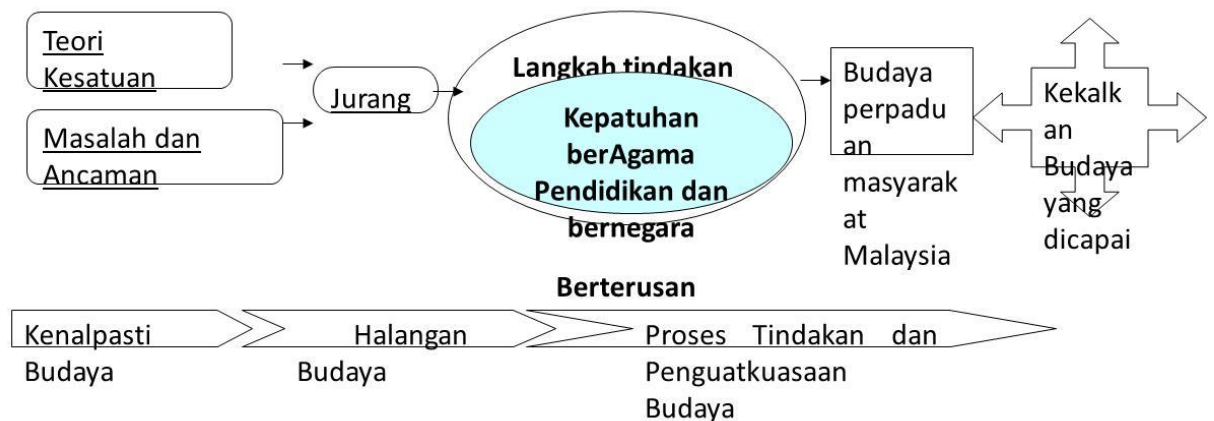 Teori
Kesatuan
Masalah dan
Ancaman
Jurang
Langkah tindakan
Kepatuhan
berAgama
Pendidikan dan
bernegara
Berterusan
Budaya
perpadu
an
masyarak
at
Malaysia
Kekalk
an
Budaya
yang
dicapai
Kenalpasti
Budaya
Halangan
Budaya
Proses Tindakan dan
Penguatkuasaan
Budaya